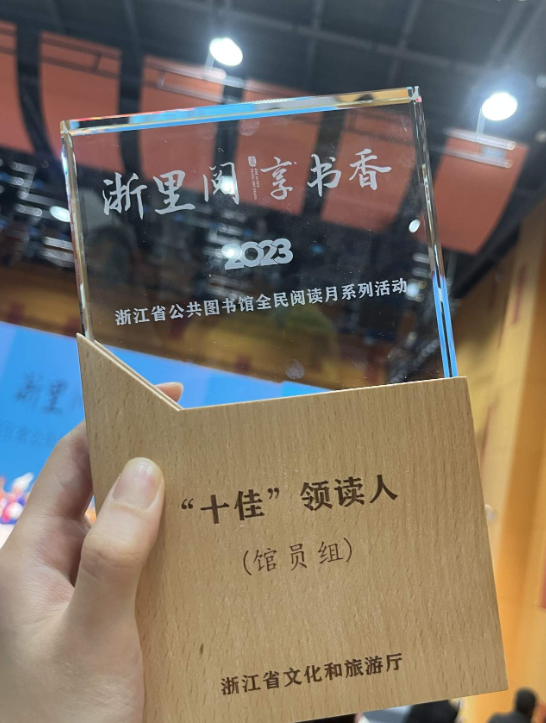 浙里阅 享书香
2023
浙江省公共图书馆全民阅读月系列活动
“十佳”领读人
(馆员组)
浙江省文化和旅游厅
浙里